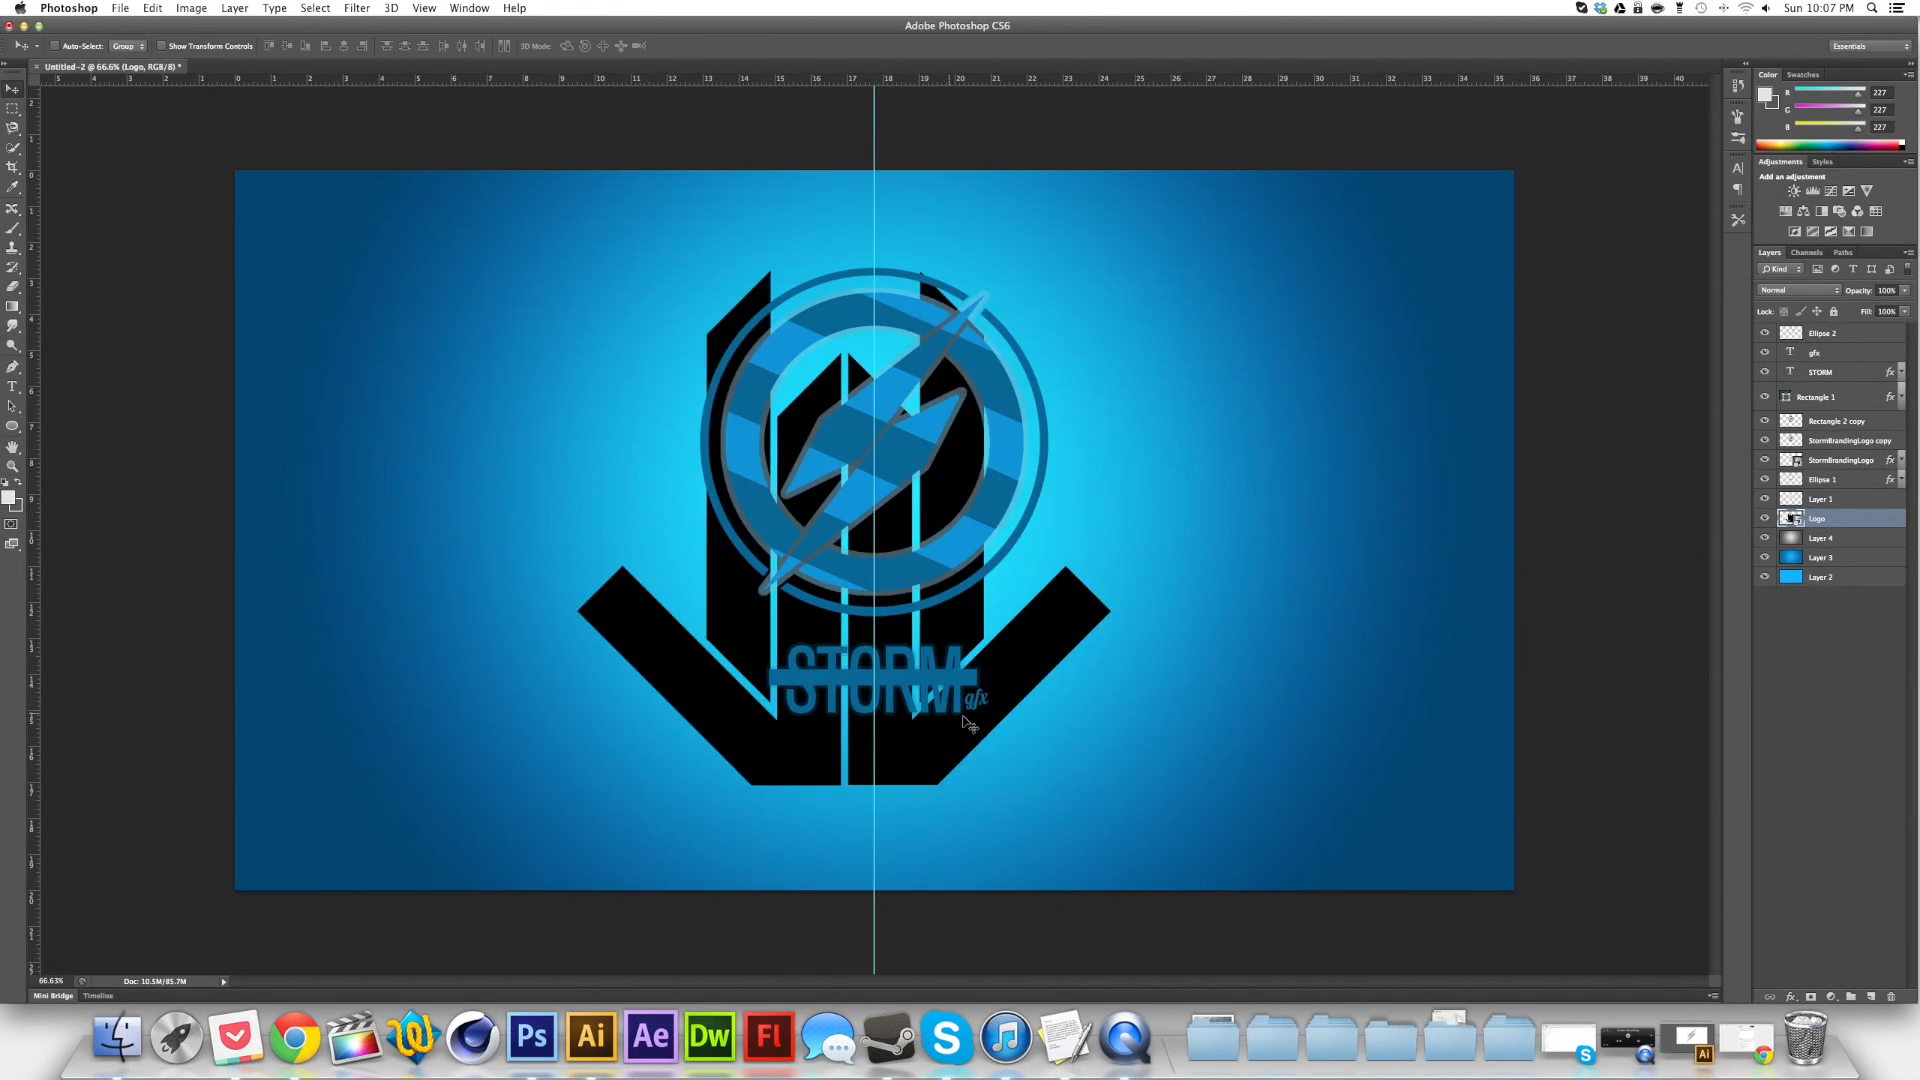 Photoshop File Edit Image Layer Type Select Filter 3D View Window Help Sun 10:07 PM
Adobe Photoshop CS6
Auto-Select: Group Show Transform Controls 3D Mode: Essentials
Untitled-2 @ 66.6% (Logo, RGB/8) *
Color Swatches
R 227
G 227
B 227
Adjustments Styles
Add an adjustment
Layers Channels Paths
Kind
Normal Opacity: 100%
Lock: Fill: 100%
Ellipse 2
gfx
STORM fx
Rectangle 1 fx
Rectangle 2 copy
StormBrandingLogo copy
StormBrandingLogo fx
Ellipse 1 fx
Layer 1
Logo
Layer 4
Layer 3
Layer 2
STORM
gfx
66.63% Doc: 10.5M/85.7M
Mini Bridge Timeline
Ps Ai Ae Dw Fl